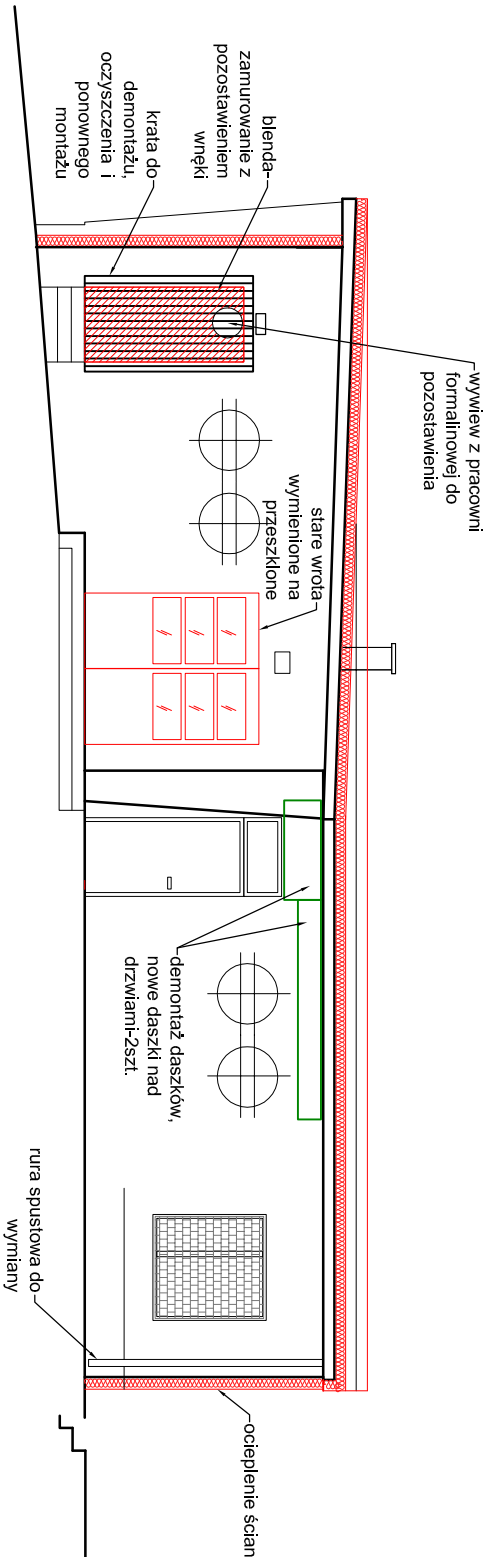 wywiew z pracowni
formalinowej do
pozostawienia
blenda-
zamurowanie z
pozostawieniem
wnęki
krata do
demontażu,
oczyszczenia i
ponownego
montażu
stare wrota
wymienione na
przeszklone
demontaż daszków,
nowe daszki nad
drzwiami-2szt.
rura spustowa do
wymiany
ocieplenie ścian